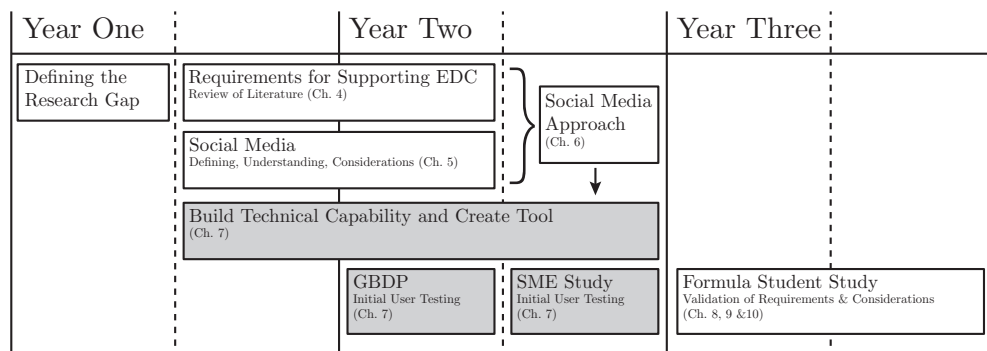 Year One
Year Two
Year Three
Defining the
Research Gap
Requirements for Supporting EDC
Review of Literature (Ch. 4)
Social Media
Defining, Understanding, Considerations (Ch. 5)
Social Media
Approach
(Ch. 6)
Build Technical Capability and Create Tool
(Ch. 7)
GBDP
Initial User Testing
(Ch. 7)
SME Study
Initial User Testing
(Ch. 7)
Formula Student Study
Validation of Requirements & Considerations
(Ch. 8, 9 &10)